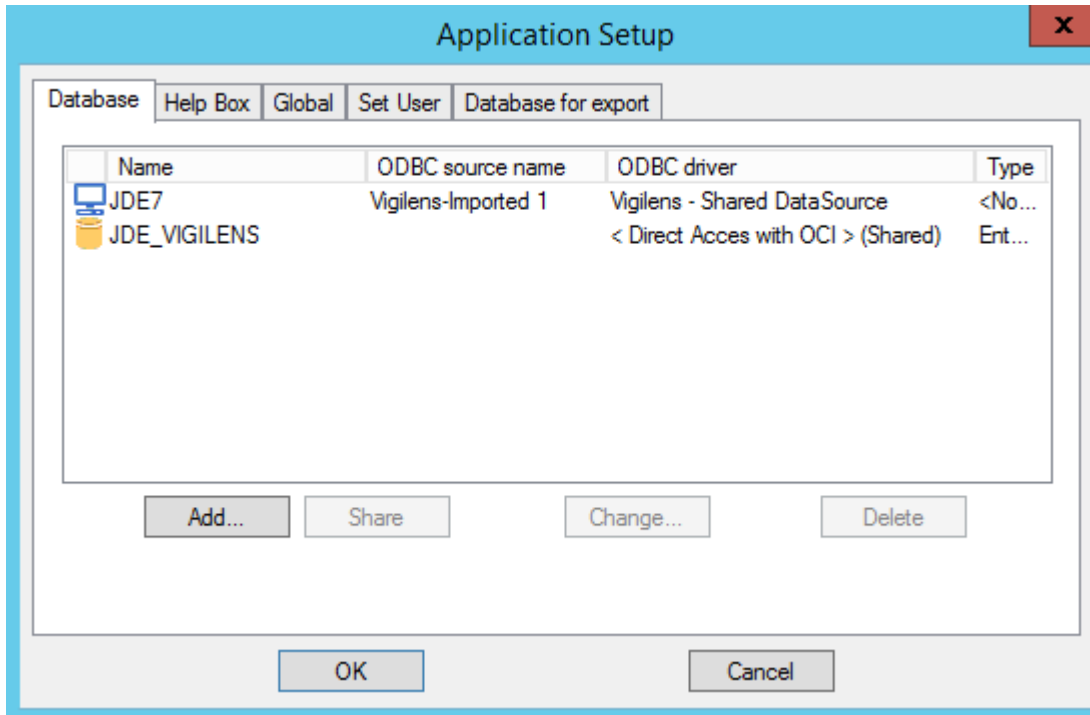 Application Setup x
Database Help Box Global Set User Database for export
Name ODBC source name ODBC driver Type
JDE7 Vigilens-Imported 1 Vigilens - Shared DataSource <No...
JDE_VIGILENS < Direct Acces with OCI > (Shared) Ent...
Add... Share Change... Delete
OK Cancel